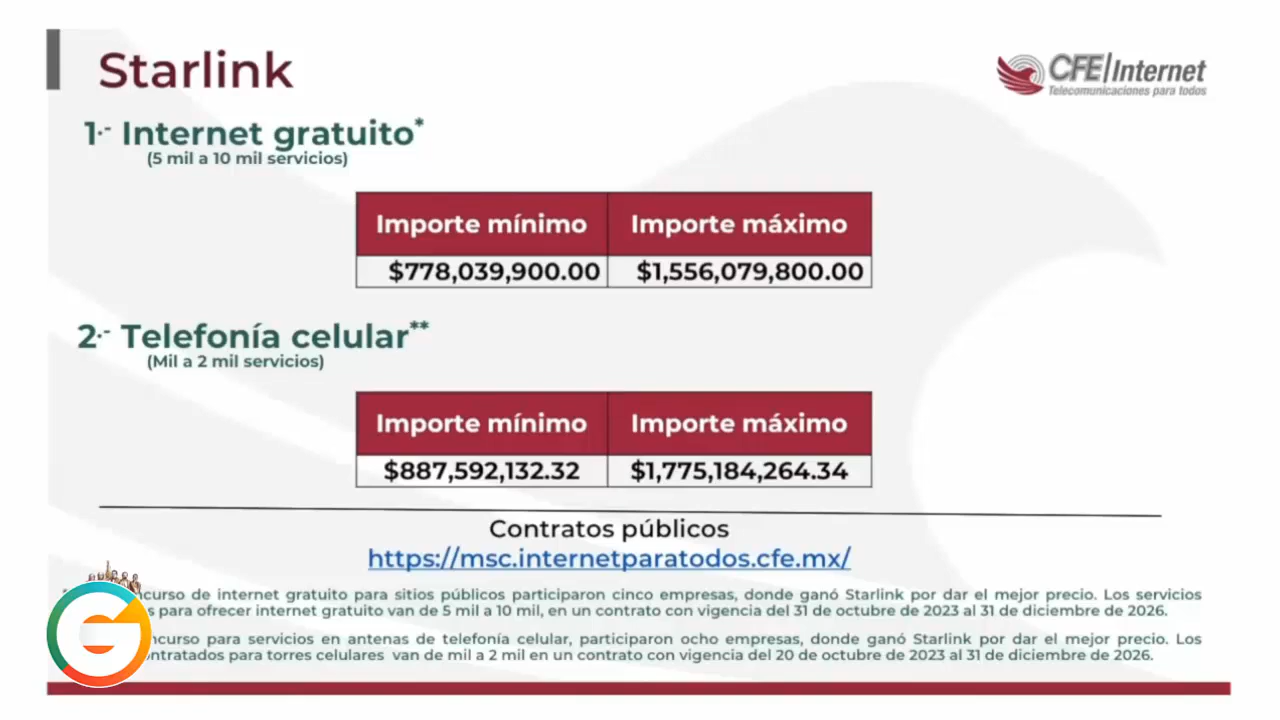 Starlink
CFE/Internet
Telecomunicaciones para todos
1.- Internet gratuito*
(5 mil a 10 mil servicios)
Importe mínimo Importe máximo
$778,039,900.00 $1,556,079,800.00
2.- Telefonía celular**
(Mil a 2 mil servicios)
Importe mínimo Importe máximo
$887,592,132.32 $1,775,184,264.34
Contratos públicos
https://msc.internetparatodos.cfe.mx/
de internet gratuito para sitios públicos participaron cinco empresas, donde ganó Starlink por dar el mejor precio. Los servicios
para ofrecer internet gratuito van de 5 mil a 10 mil, en un contrato con vigencia del 31 de octubre de 2023 al 31 de diciembre de 2026.
para servicios en antenas de telefonía celular, participaron ocho empresas, donde ganó Starlink por dar el mejor precio. Los
para torres celulares van de mil a 2 mil en un contrato con vigencia del 20 de octubre de 2023 al 31 de diciembre de 2026.
G